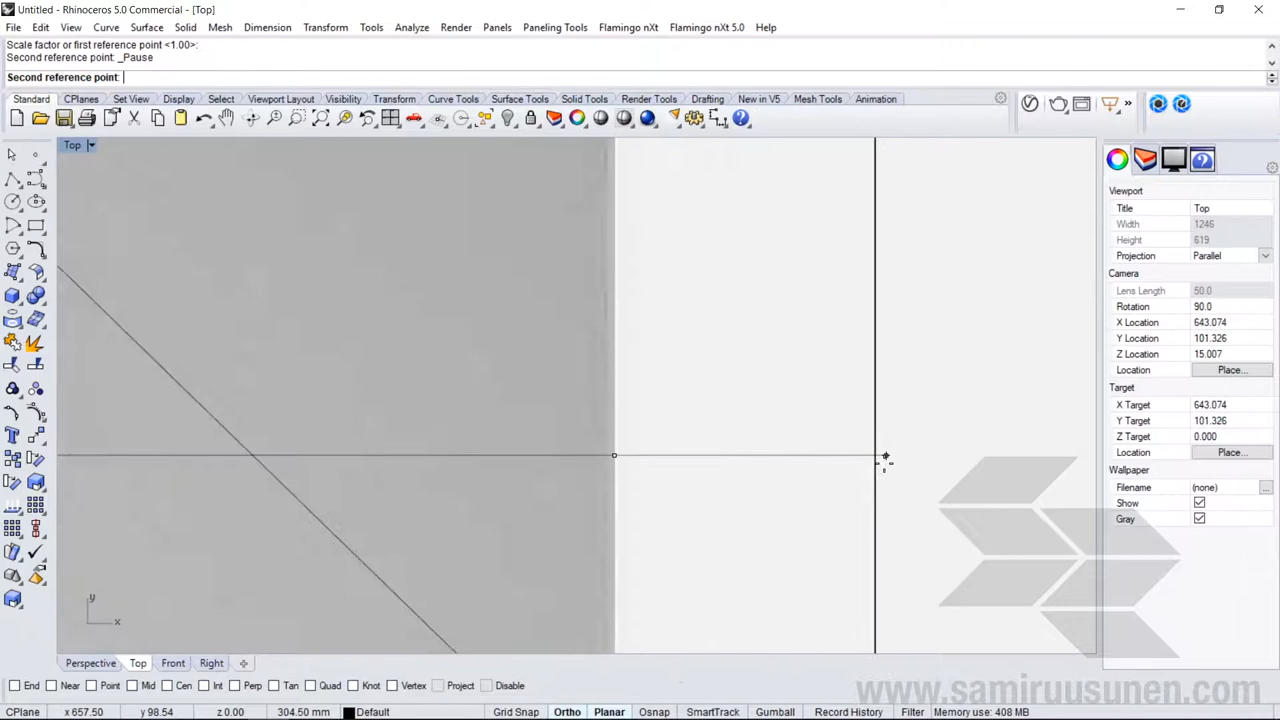 Untitled - Rhinoceros 5.0 Commercial - [Top]
File Edit View Curve Surface Solid Mesh Dimension Transform Tools Analyze Render Panels Paneling Tools Flamingo nXt Flamingo nXt 5.0 Help
Scale factor or first reference point <1.00>:
Second reference point: _Pause
Second reference point:
Standard CPlanes Set View Display Select Viewport Layout Visibility Transform Curve Tools Surface Tools Solid Tools Mesh Tools Render Tools Drafting New in V5 Mesh Tools Animation
Top
Viewport
Title Top
Width 1246
Height 619
Projection Parallel
Camera
Lens Length 50.0
Rotation 90.0
X Location 643.074
Y Location 101.326
Z Location 15.007
Location Place...
Target
X Target 643.074
Y Target 101.326
Z Target 0.000
Location Place...
Wallpaper
Filename (none) ...
Show
Gray
y
x
Perspective Top Front Right
End Near Point Mid Cen Int Perp Tan Quad Knot Vertex Project Disable
www.samiruusunen.com
CPlane x 657.50 y 98.54 z 0.00 304.50 mm Default Grid Snap Ortho Planar Osnap SmartTrack Gumball Record History Filter Memory use: 408 MB